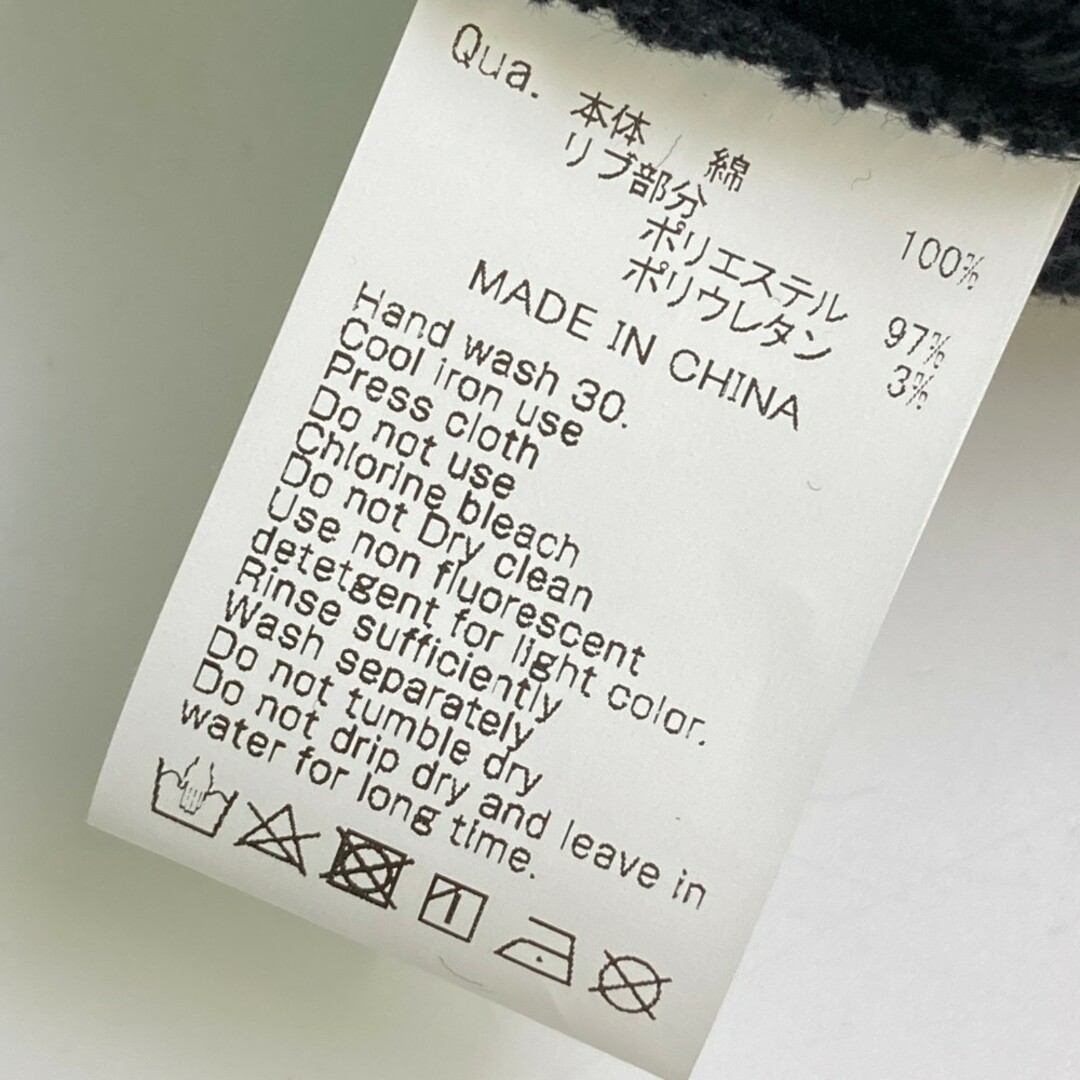 Qua. 本体 綿 100%
リブ部分
ポリエステル 97%
ポリウレタン 3%
MADE IN CHINA
Hand wash 30.
Cool iron use
Press cloth
Do not use
Chlorine bleach
Do not Dry clean
Use non fluorescent
detetgent for light color.
Rinse sufficiently
Wash separately
Do not tumble dry
Do not drip dry and leave in
water for long time.